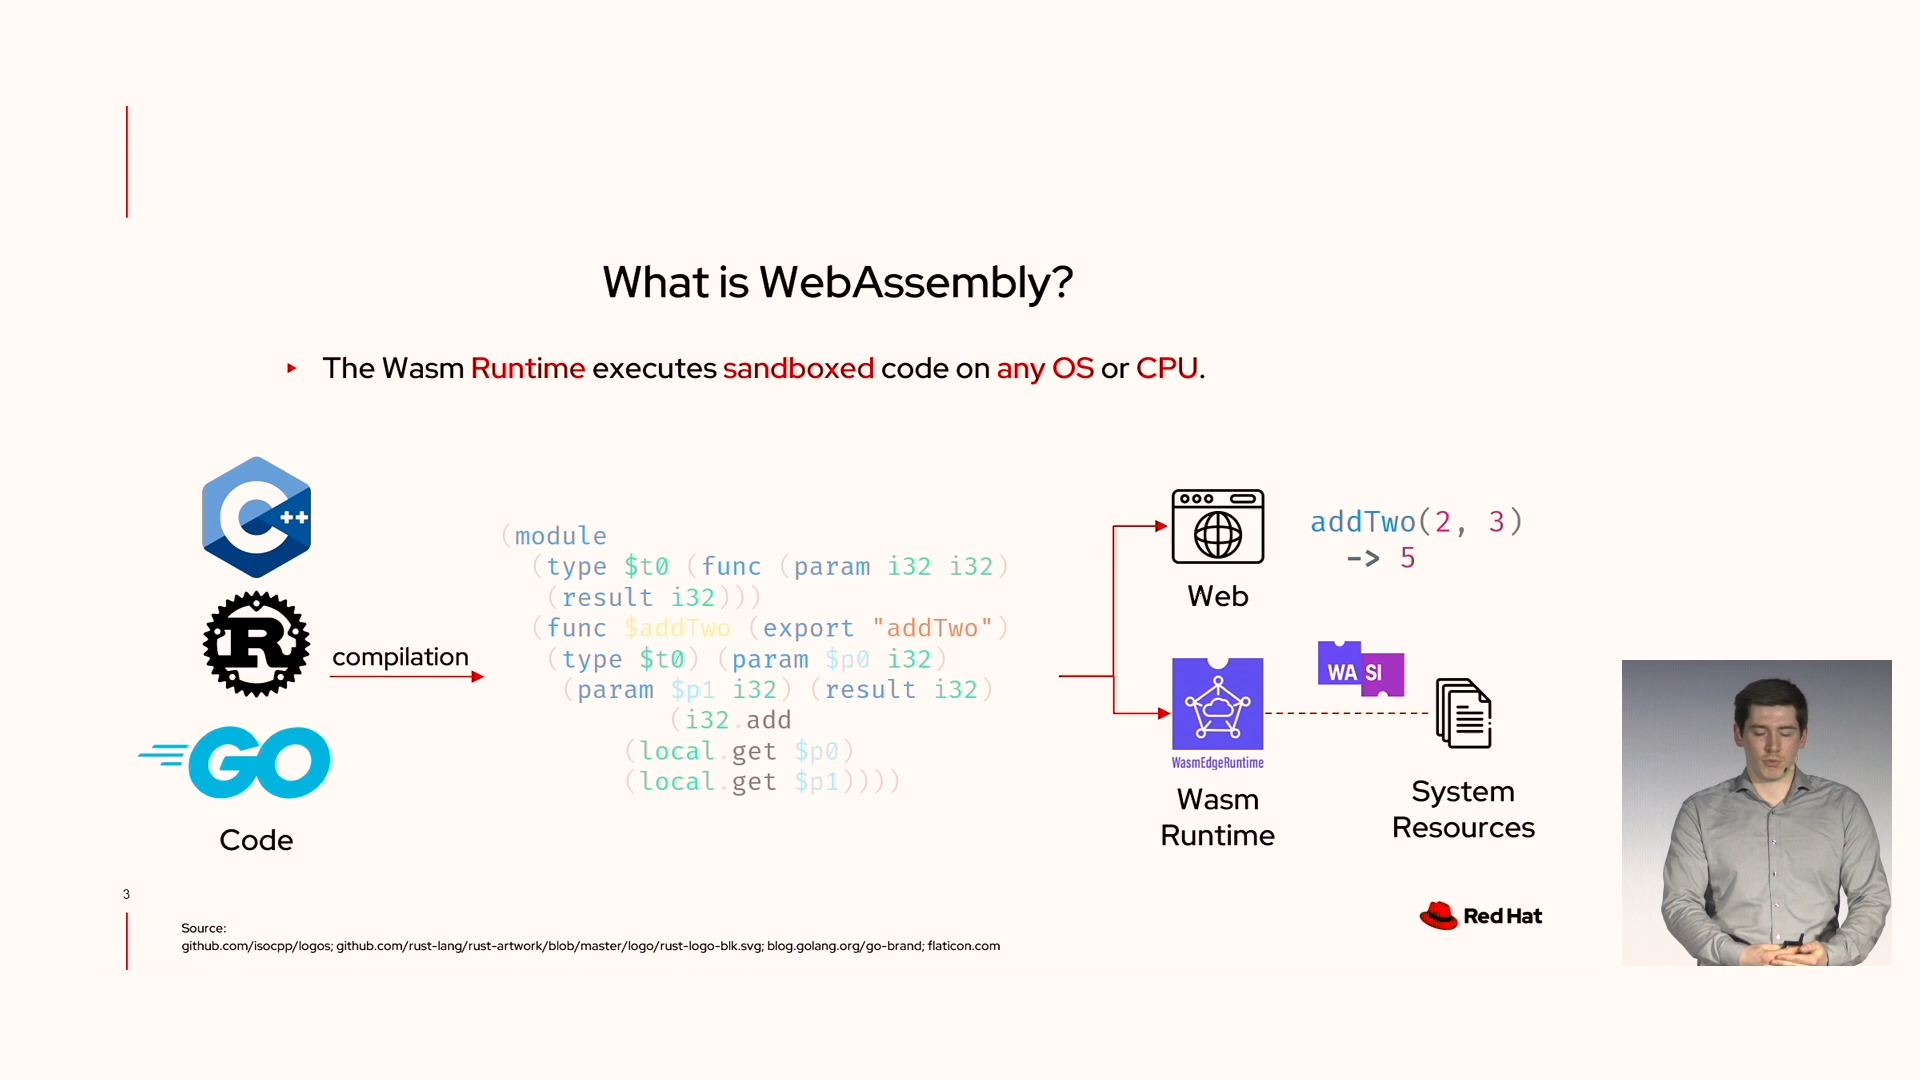 What is WebAssembly?
The Wasm Runtime executes sandboxed code on any OS or CPU.
C++
R
GO
Code
compilation
(module
(type $t0 (func (param i32 i32)
(result i32)))
(func $addTwo (export "addTwo")
(type $t0) (param $p0 i32)
(param $p1 i32) (result i32)
(i32.add
(local.get $p0)
(local.get $p1))))
Web
addTwo(2, 3)
-> 5
WasmEdgeRuntime
Wasm
Runtime
WA SI
System
Resources
3
Source:
github.com/isocpp/logos; github.com/rust-lang/rust-artwork/blob/master/logo/rust-logo-blk.svg; blog.golang.org/go-brand; flaticon.com
Red Hat